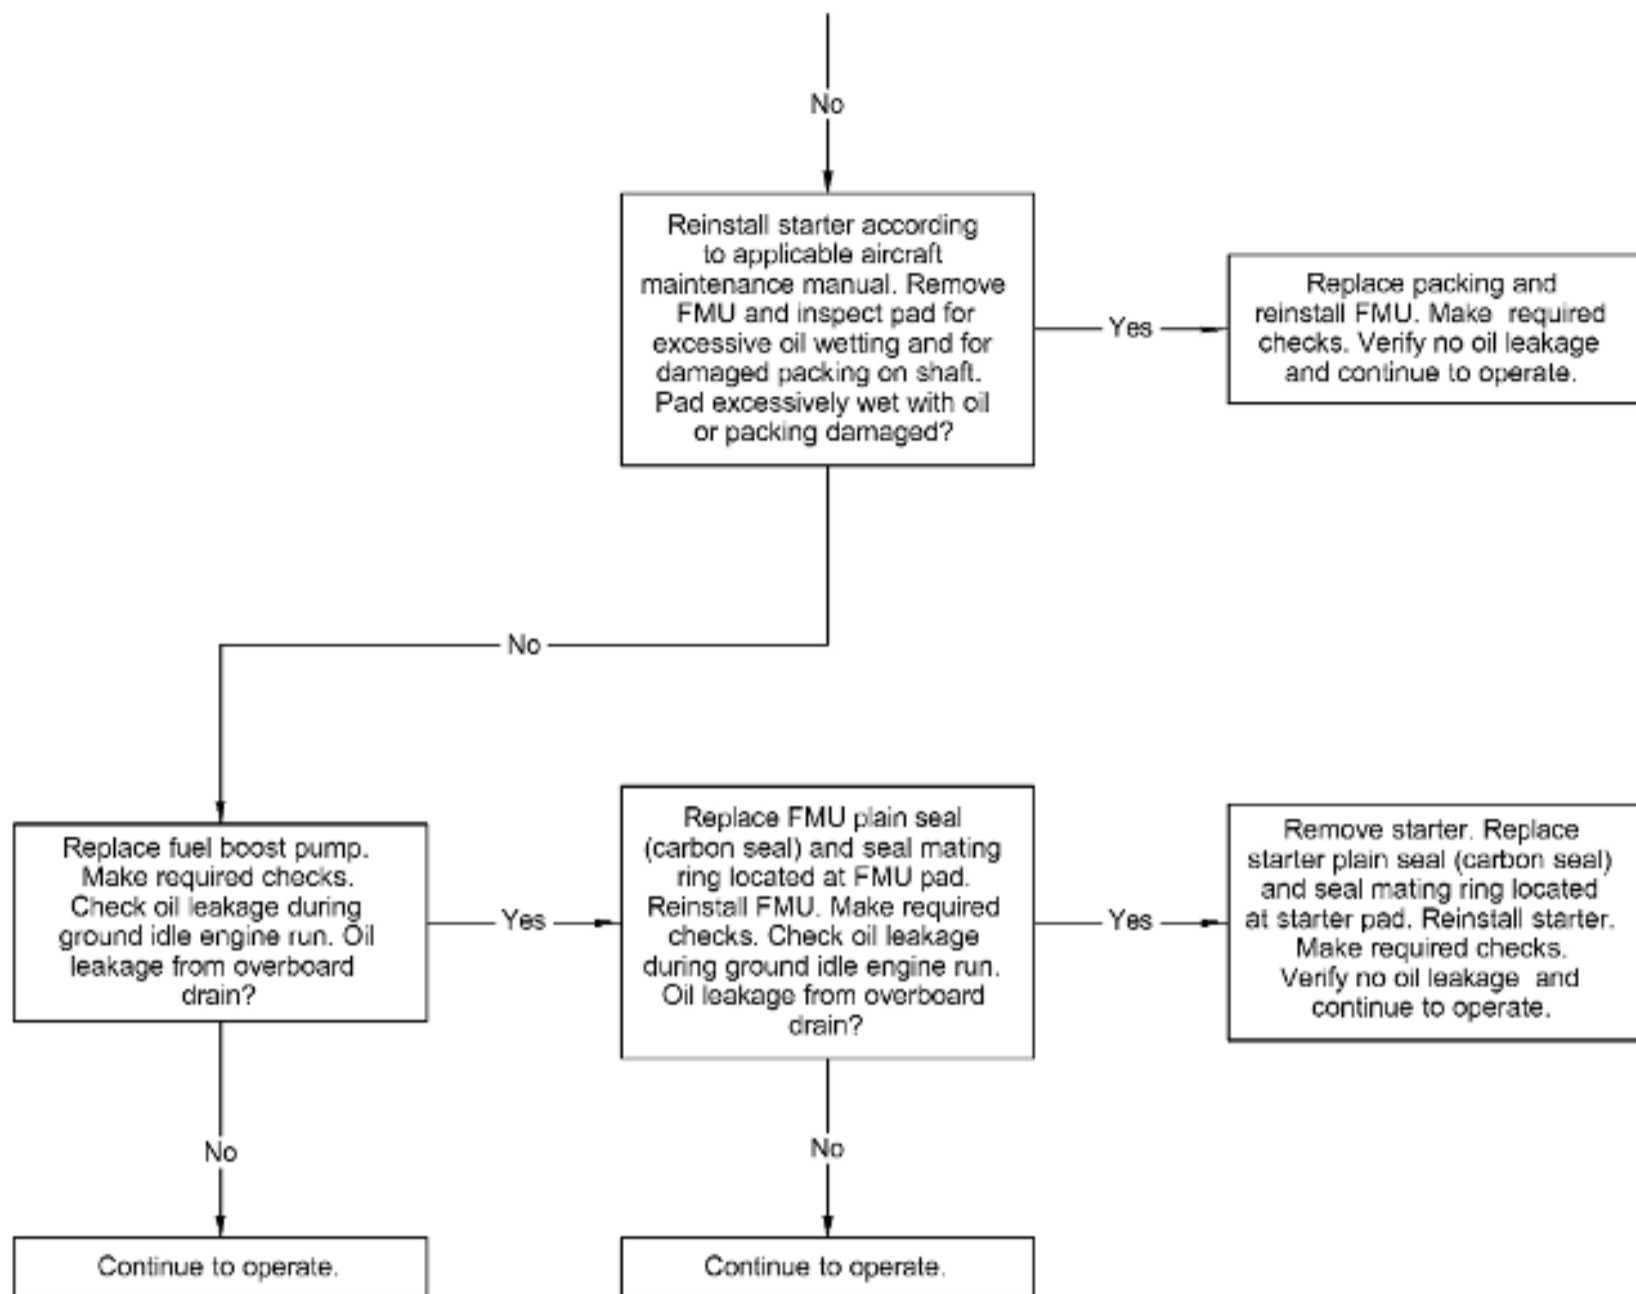 No
Reinstall starter according
to applicable aircraft
maintenance manual. Remove
FMU and inspect pad for
excessive oil wetting and for
damaged packing on shaft.
Pad excessively wet with oil
or packing damaged?
Yes
Replace packing and
reinstall FMU. Make required
checks. Verify no oil leakage
and continue to operate.
No
Replace fuel boost pump.
Make required checks.
Check oil leakage during
ground idle engine run. Oil
leakage from overboard
drain?
Yes
Replace FMU plain seal
(carbon seal) and seal mating
ring located at FMU pad.
Reinstall FMU. Make required
checks. Check oil leakage
during ground idle engine run.
Oil leakage from overboard
drain?
Yes
Remove starter. Replace
starter plain seal (carbon seal)
and seal mating ring located
at starter pad. Reinstall starter.
Make required checks.
Verify no oil leakage and
continue to operate.
No
No
Continue to operate.
Continue to operate.